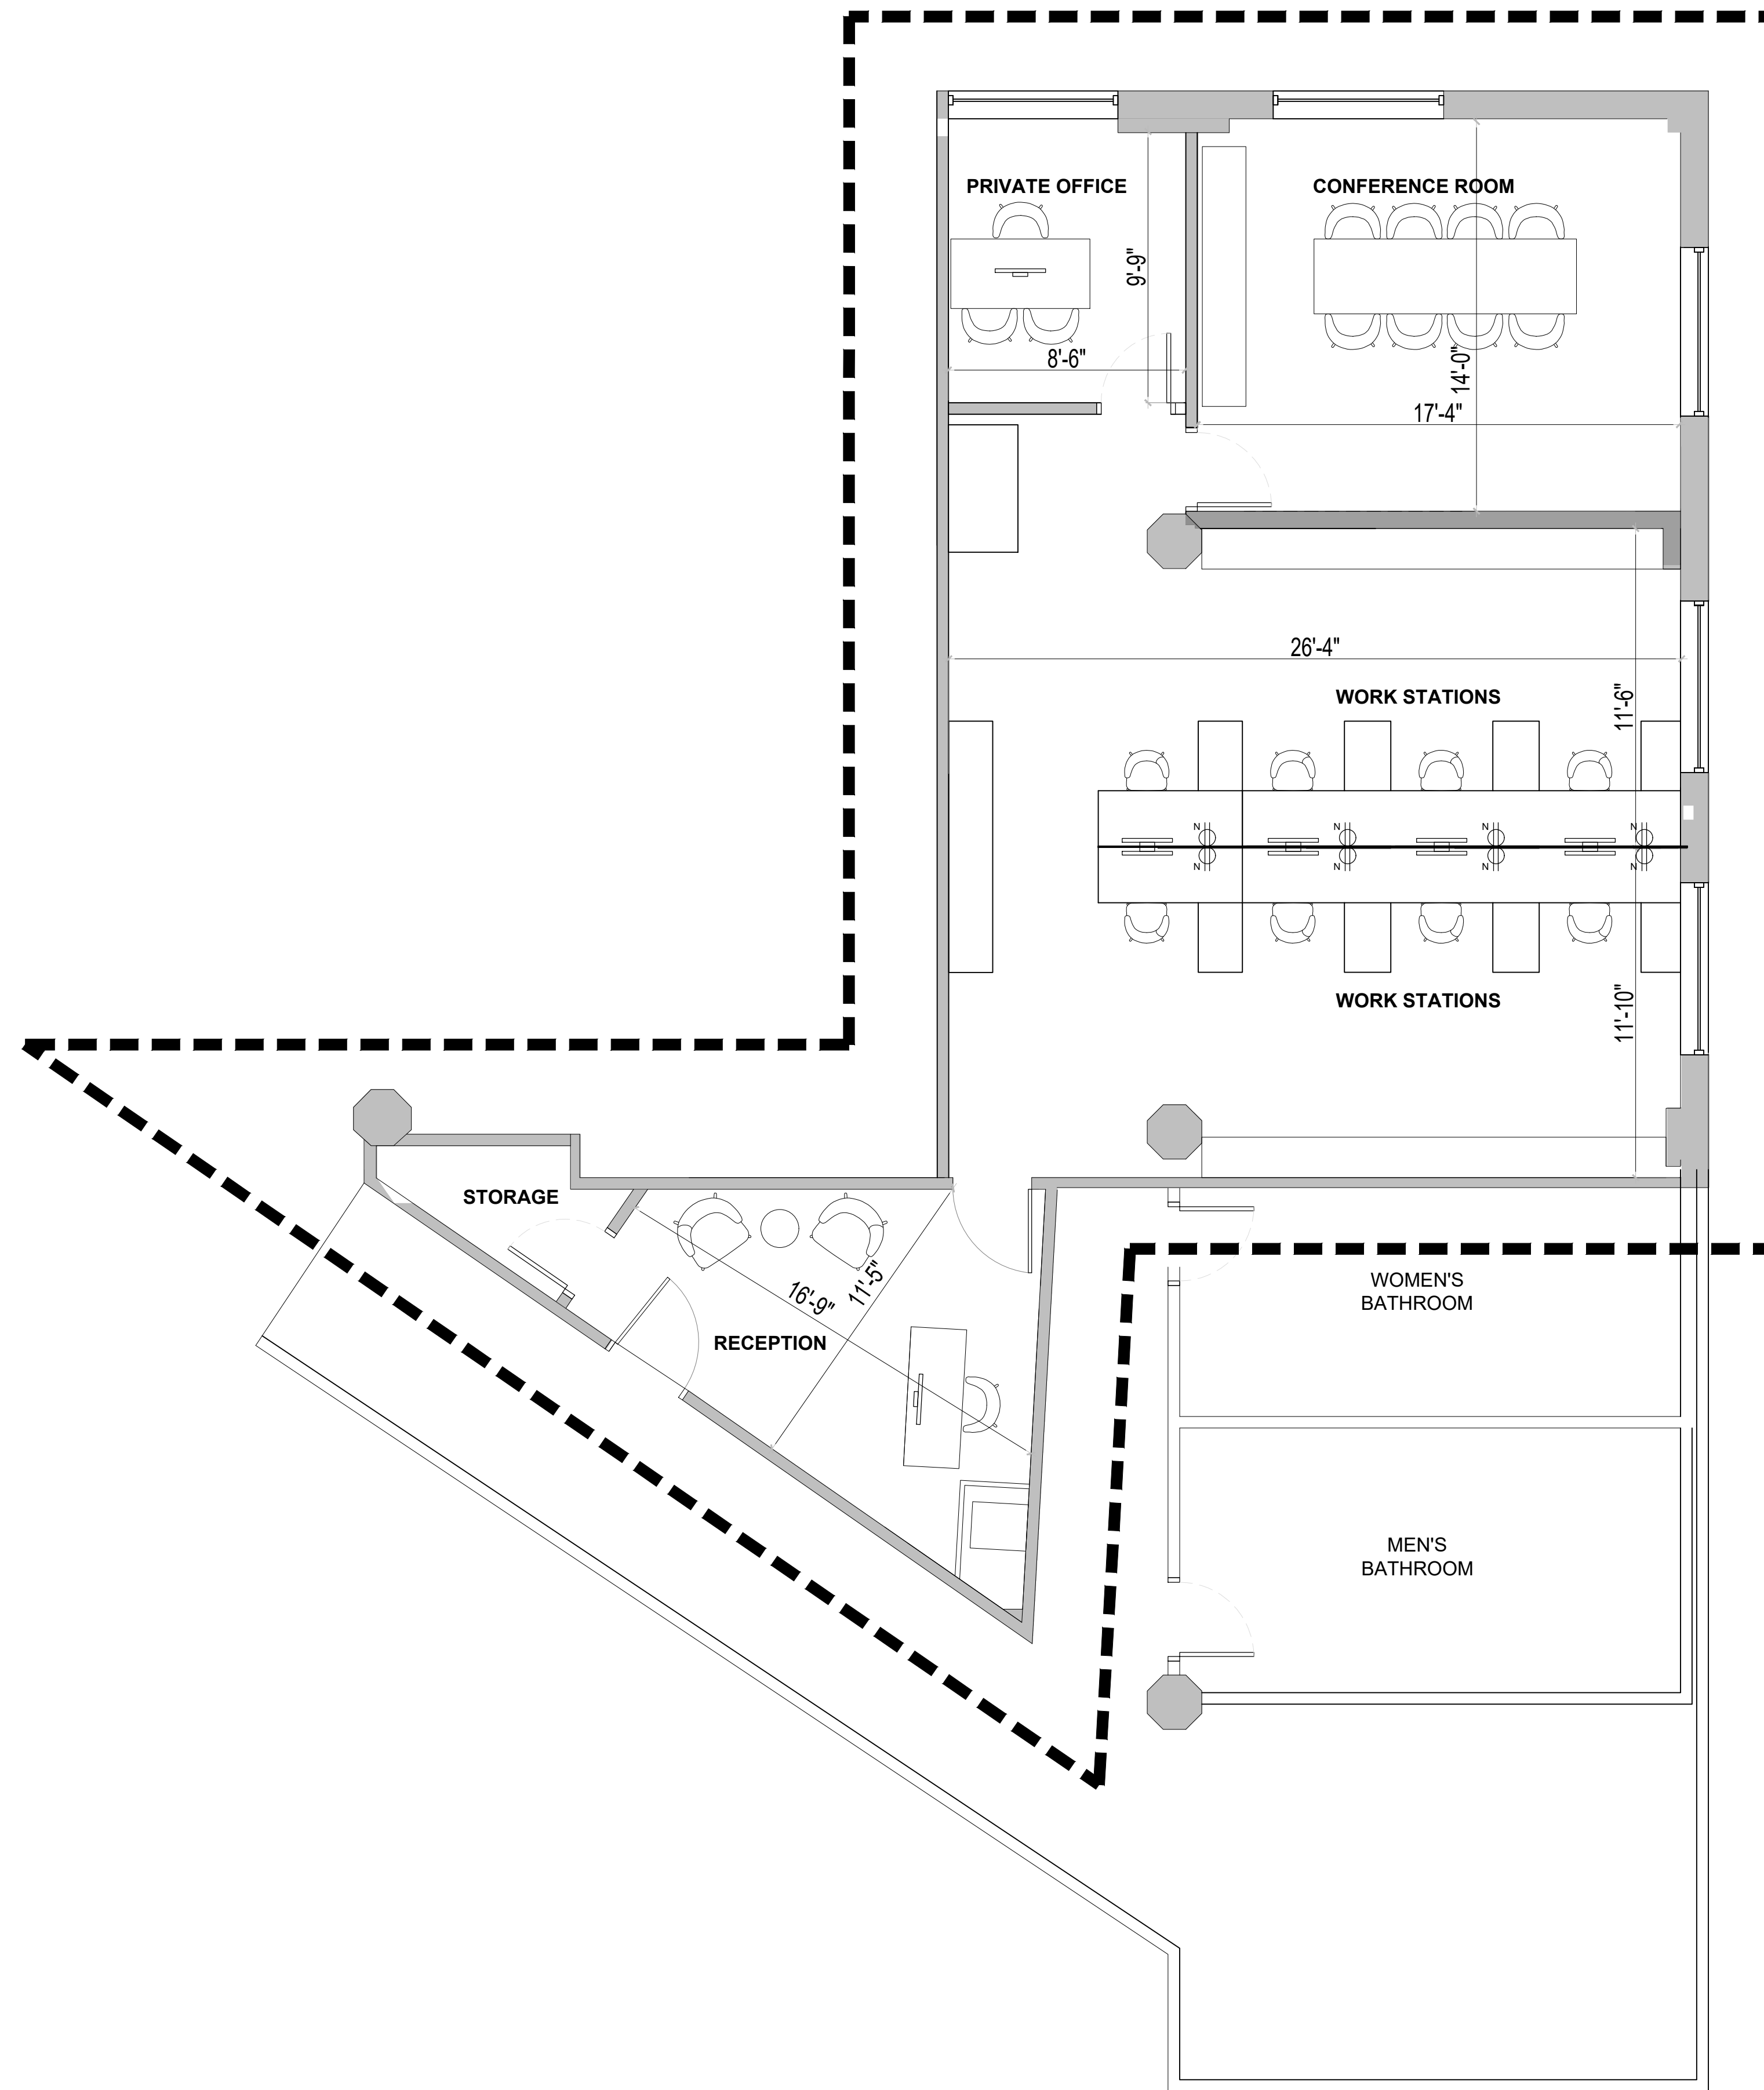 PRIVATE OFFICE
CONFERENCE ROOM
9'-9"
8'-6"
14'-0"
17'-4"
26'-4"
WORK STATIONS
11'-6"
N
N
N
N
N
N
N
N
WORK STATIONS
11'-10"
STORAGE
16'-9"
11'-5"
RECEPTION
WOMEN'S
BATHROOM
MEN'S
BATHROOM